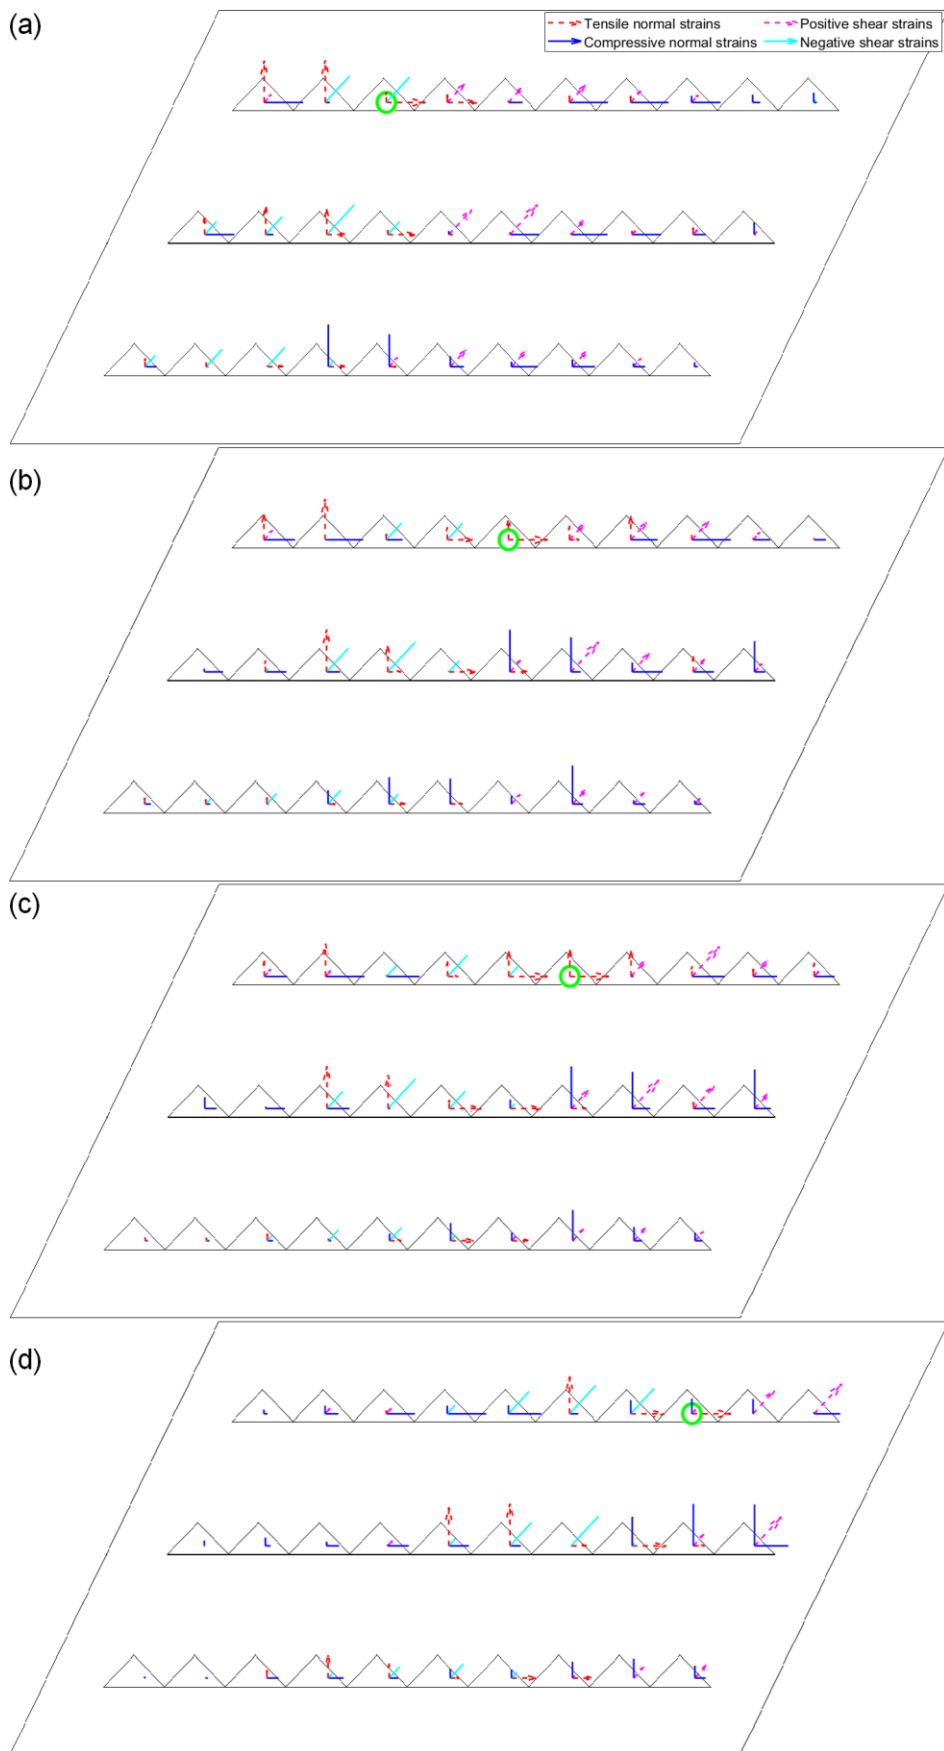 (a)
Tensile normal strains
Positive shear strains
Compressive normal strains
Negative shear strains
(b)
(c)
(d)